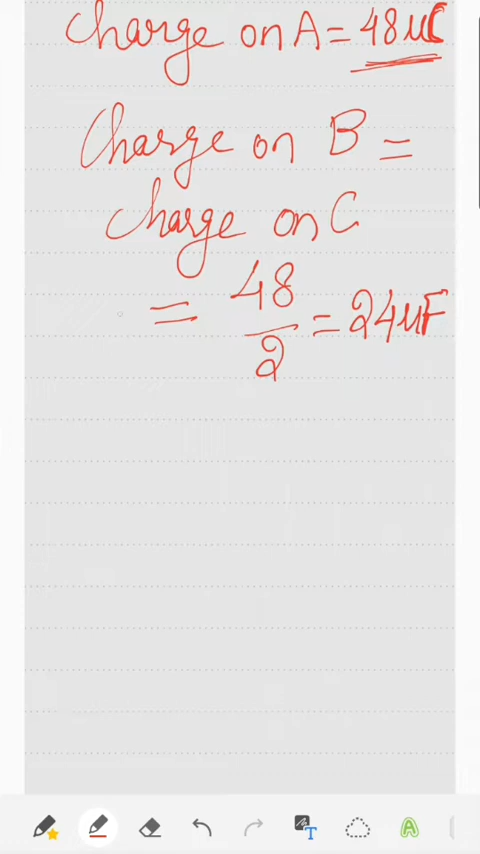 Charge on A = 48μC
Charge on B =
Charge on C
= 48/2 = 24μF